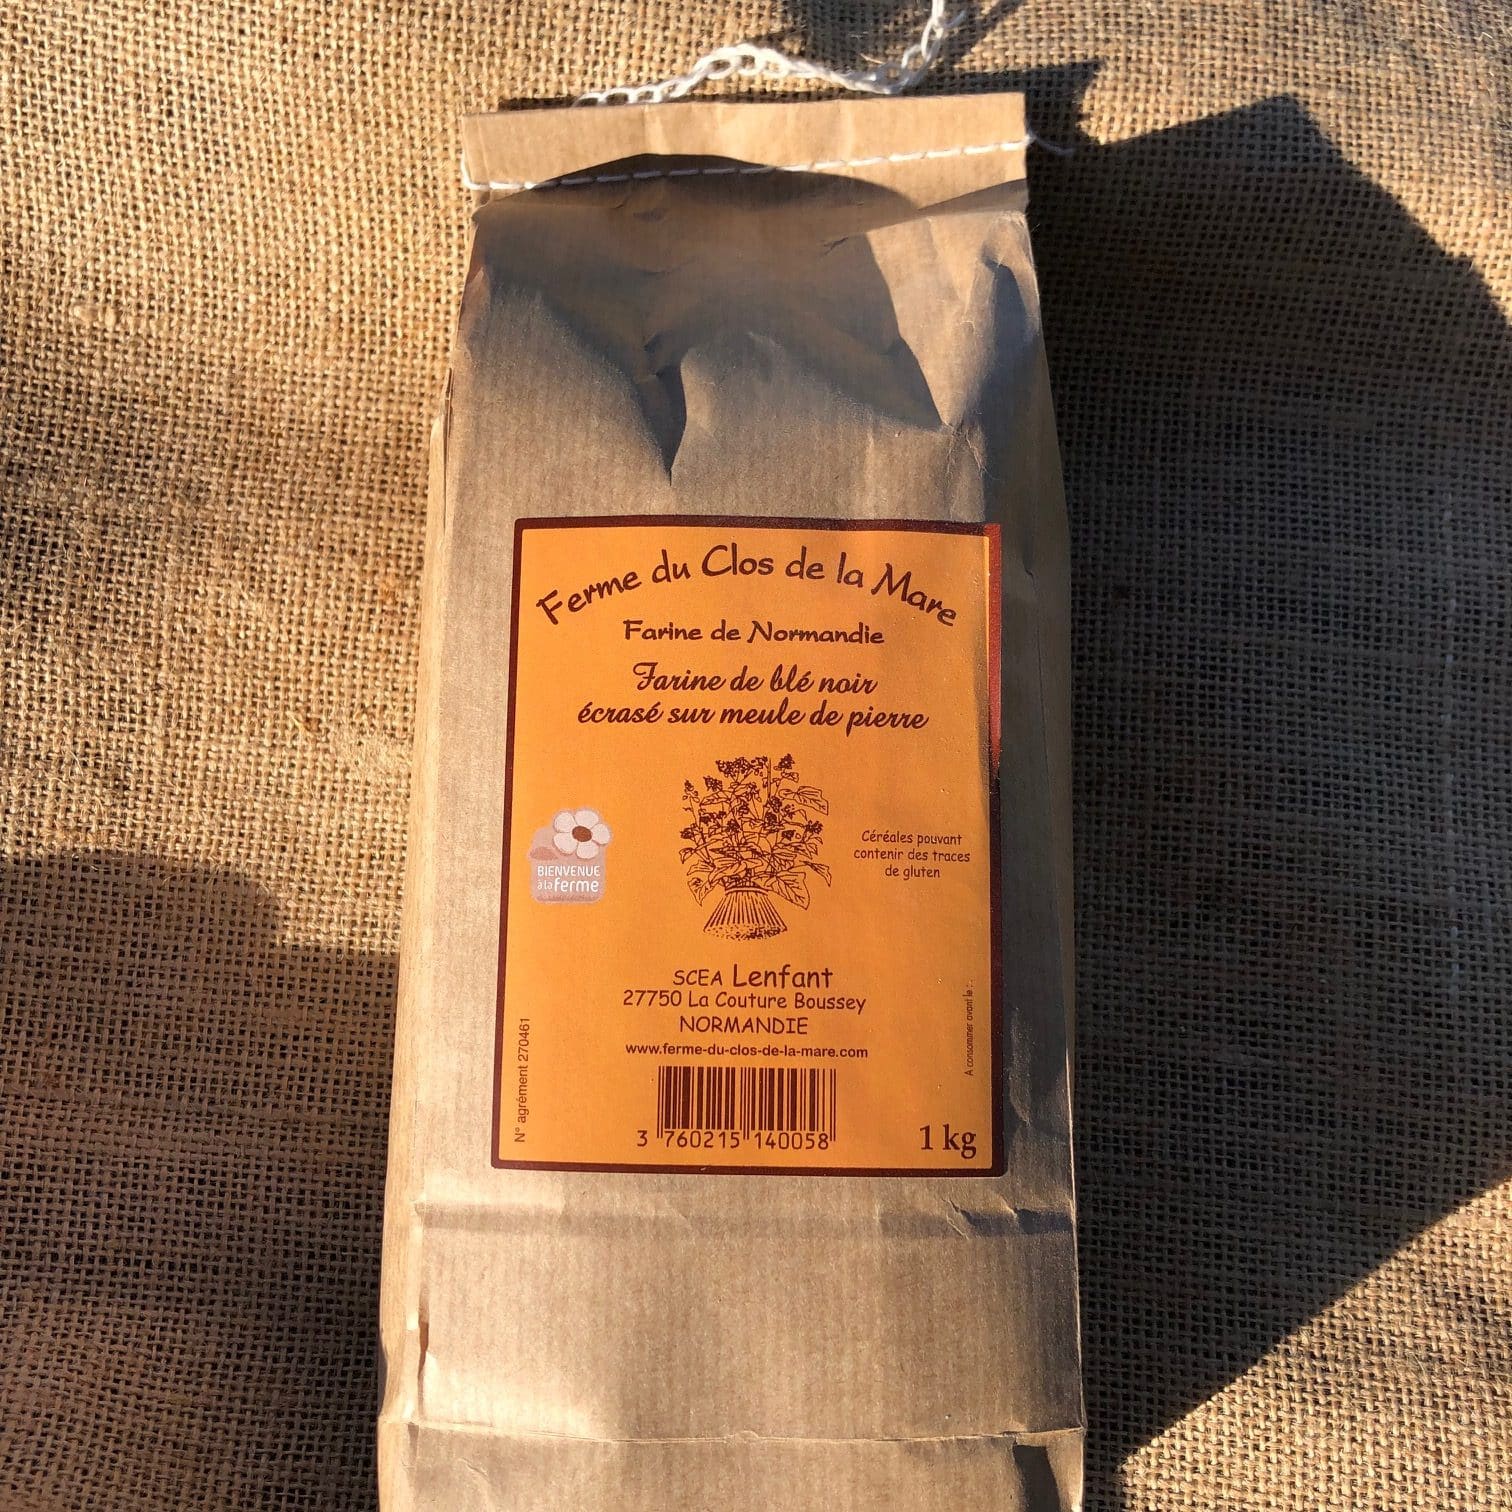 Ferme du Clos de la Mare
Farine de Normandie
Farine de blé noir
écrasé sur meule de pierre
BIENVENUE
à la ferme
Céréales pouvant
contenir des traces
de gluten
SCEA Lenfant
27750 La Couture Boussey
NORMANDIE
www.ferme-du-clos-de-la-mare.com
N° agrément 270461
A consommer avant le :
3 760215 140058
1 kg